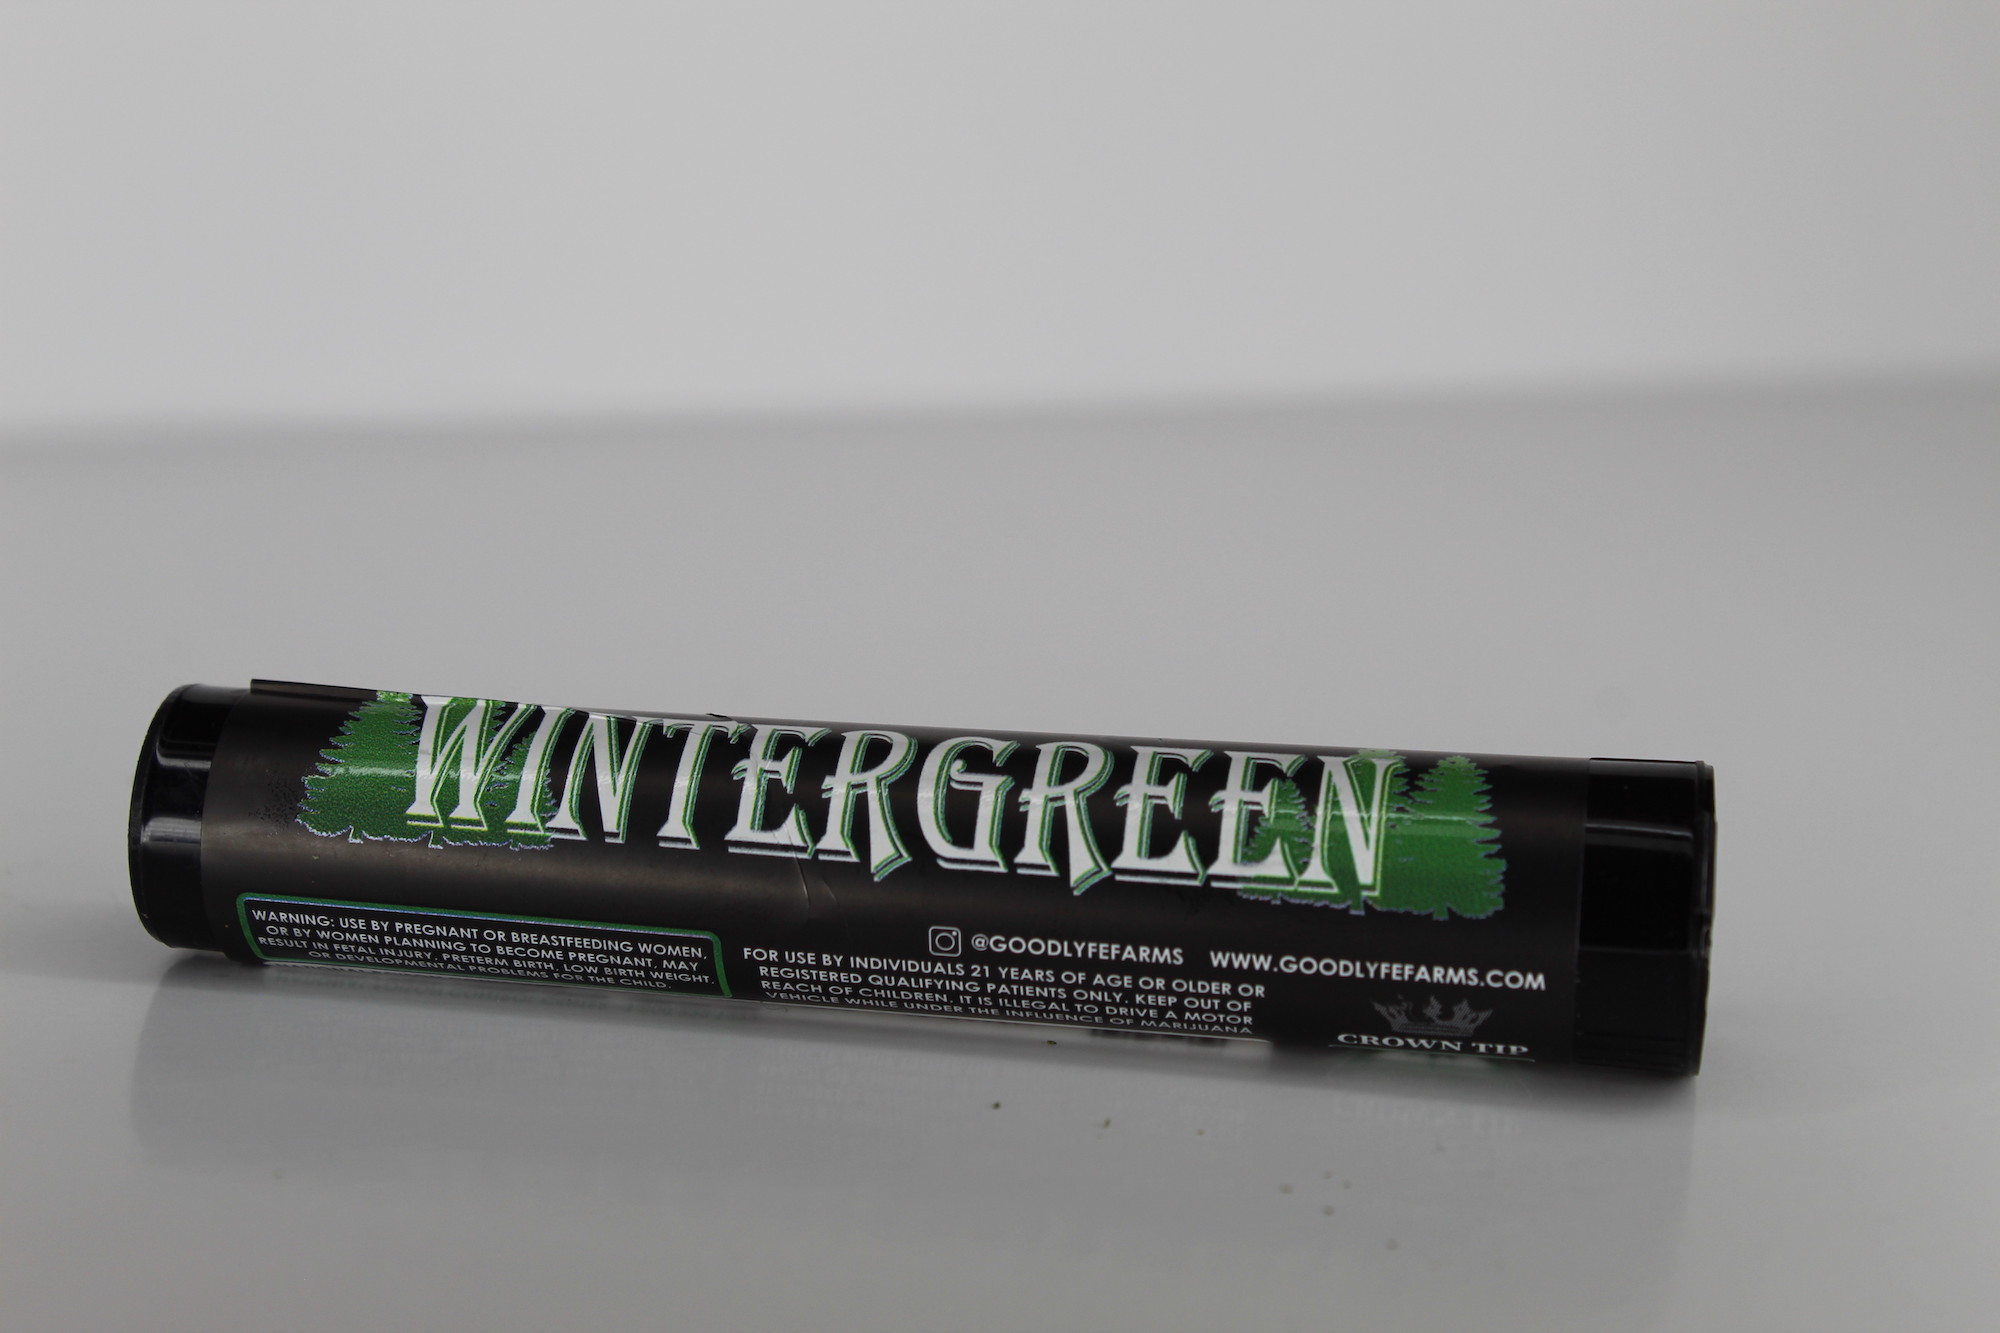 WINTERGREEN
WARNING: USE BY PREGNANT OR BREASTFEEDING WOMEN,
OR BY WOMEN PLANNING TO BECOME PREGNANT, MAY
RESULT IN FETAL INJURY, PRETERM BIRTH, LOW BIRTH WEIGHT,
OR DEVELOPMENTAL PROBLEMS FOR THE CHILD.
@GOODLYFEFARMS WWW.GOODLYFEFARMS.COM
FOR USE BY INDIVIDUALS 21 YEARS OF AGE OR OLDER OR
REGISTERED QUALIFYING PATIENTS ONLY. KEEP OUT OF
REACH OF CHILDREN. IT IS ILLEGAL TO DRIVE A MOTOR
VEHICLE WHILE UNDER THE INFLUENCE OF MARIJUANA
CROWN TIP